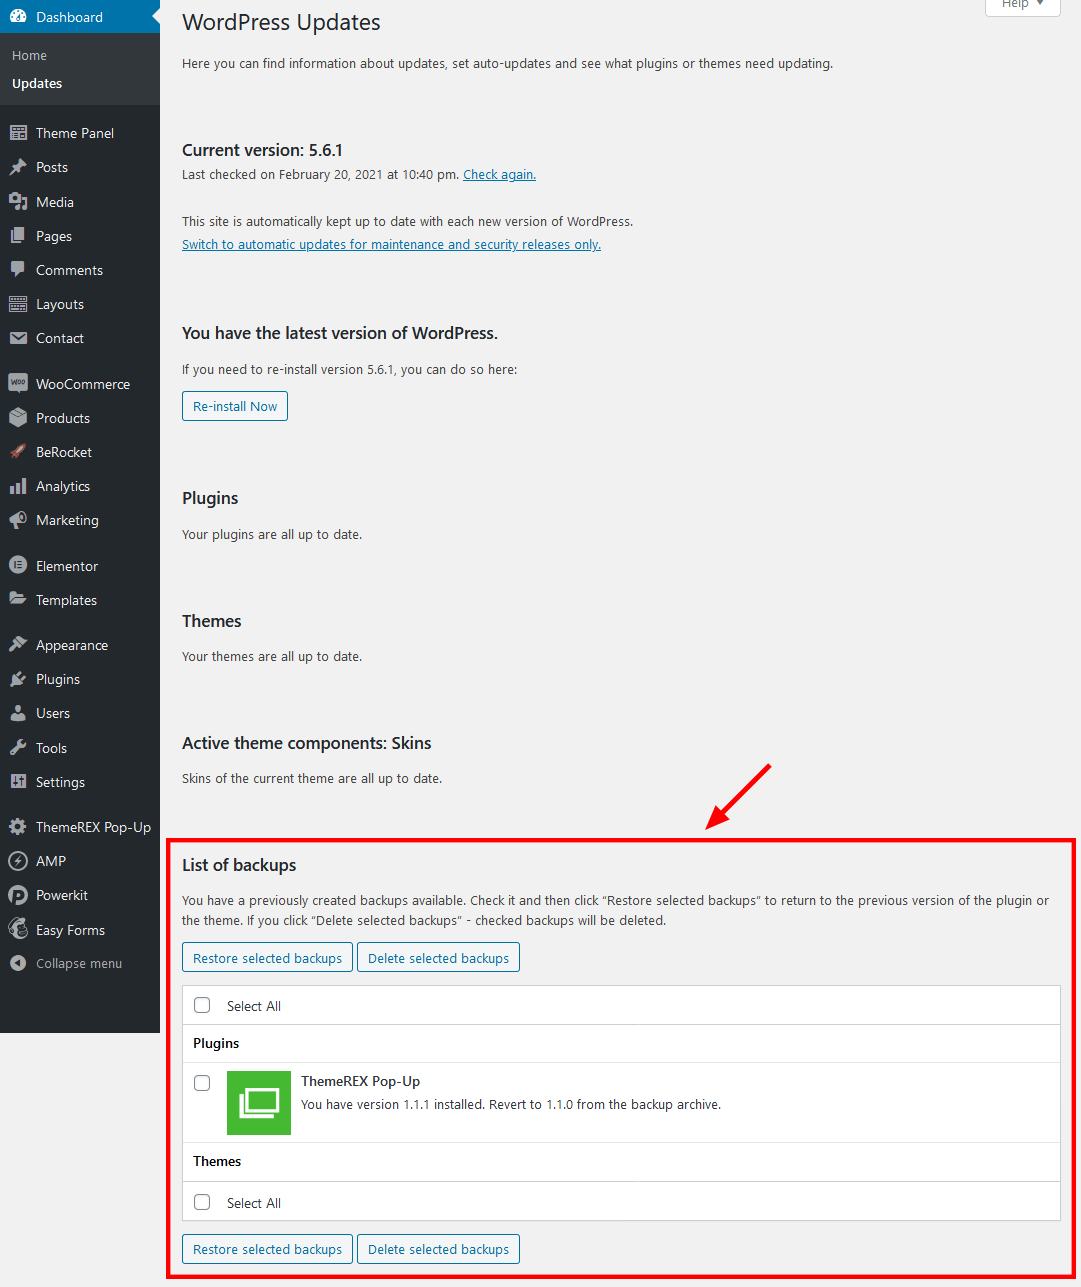 Dashboard
Home
Updates
Theme Panel
Posts
Media
Pages
Comments
Layouts
Contact
Woo WooCommerce
Products
BeRocket
Analytics
Marketing
Elementor
Templates
Appearance
Plugins
Users
Tools
Settings
ThemeREX Pop-Up
AMP
Powerkit
Easy Forms
Collapse menu
Help
WordPress Updates
Here you can find information about updates, set auto-updates and see what plugins or themes need updating.
Current version: 5.6.1
Last checked on February 20, 2021 at 10:40 pm. Check again.
This site is automatically kept up to date with each new version of WordPress.
Switch to automatic updates for maintenance and security releases only.
You have the latest version of WordPress.
If you need to re-install version 5.6.1, you can do so here:
Re-install Now
Plugins
Your plugins are all up to date.
Themes
Your themes are all up to date.
Active theme components: Skins
Skins of the current theme are all up to date.
List of backups
You have a previously created backups available. Check it and then click “Restore selected backups” to return to the previous version of the plugin or
the theme. If you click “Delete selected backups” - checked backups will be deleted.
Restore selected backups Delete selected backups
Select All
Plugins
ThemeREX Pop-Up
You have version 1.1.1 installed. Revert to 1.1.0 from the backup archive.
Themes
Select All
Restore selected backups Delete selected backups